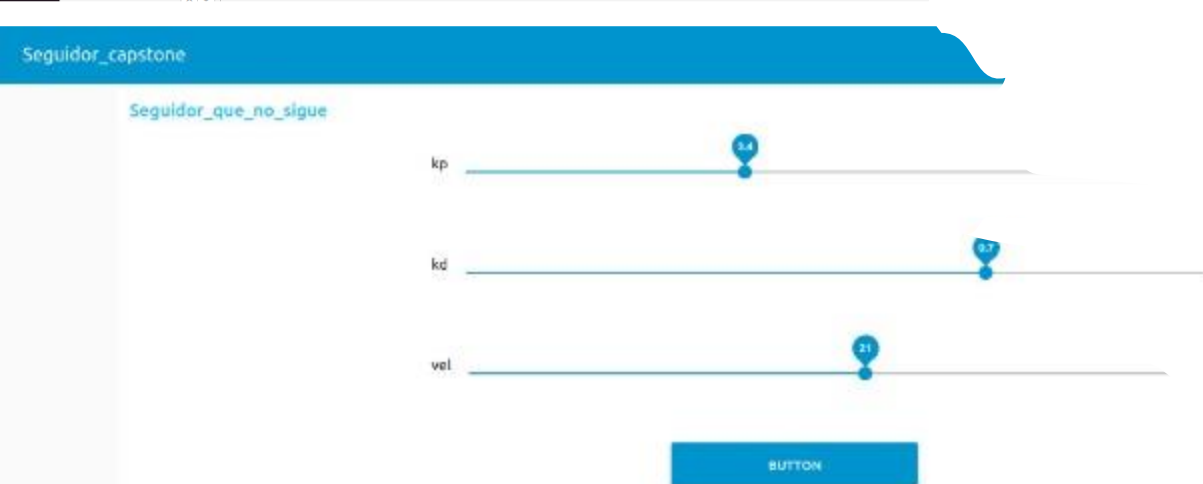 Seguidor_capstone
Seguidor_que_no_sigue
kp
3.4
kd
0.7
vel
21
BUTTON